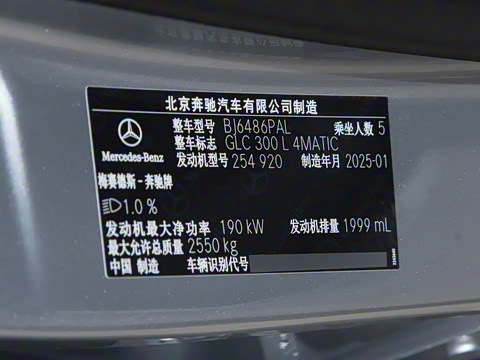 北京奔驰汽车有限公司制造
整车型号 BJ6486PAL 乘坐人数 5
整车标志 GLC 300 L 4MATIC
Mercedes-Benz
发动机型号 254 920 制造年月 2025-01
梅赛德斯-奔驰牌
1.0 %
发动机最大净功率 190 kW 发动机排量 1999 mL
最大允许总质量 2550 kg
中国 制造 车辆识别代号